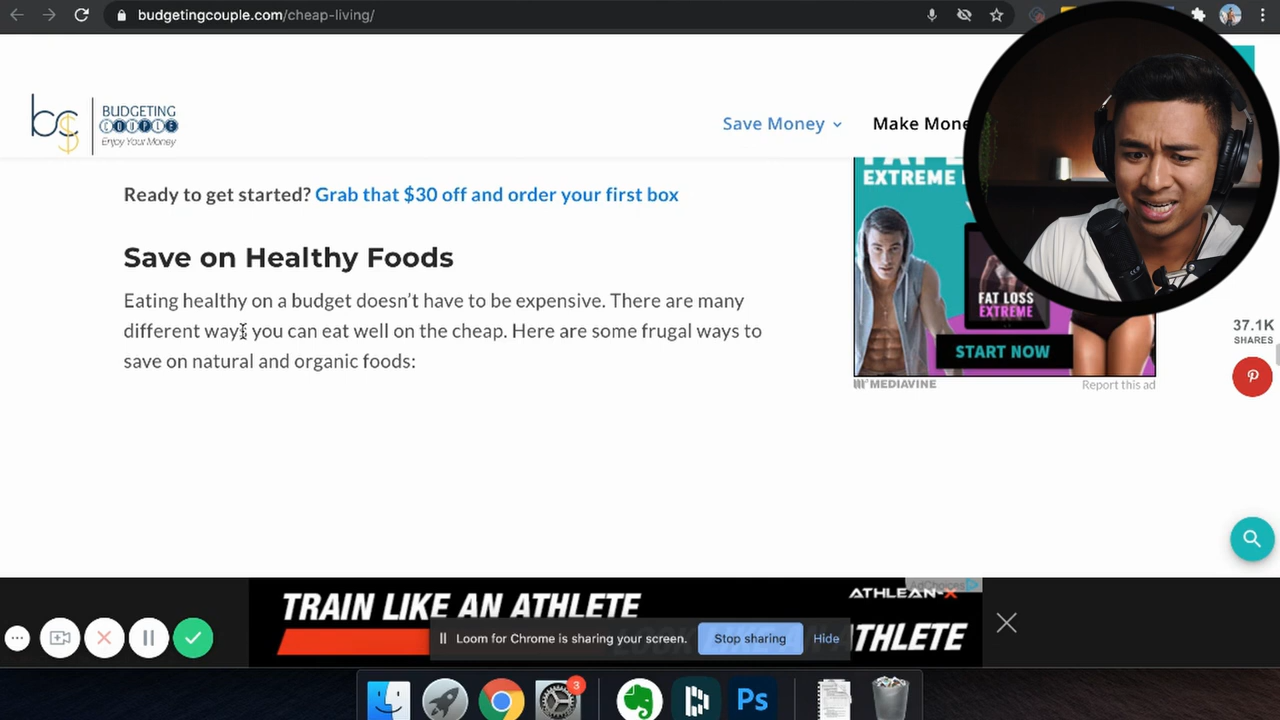 budgetingcouple.com/cheap-living/
BUDGETING
COUPLE
Enjoy Your Money
Save Money
Make Mone
EXTREME
Ready to get started? Grab that $30 off and order your first box
Save on Healthy Foods
Eating healthy on a budget doesn't have to be expensive. There are many
different ways you can eat well on the cheap. Here are some frugal ways to
save on natural and organic foods:
FAT LOSS
EXTREME
START NOW
MEDIAVINE
Report this ad
37.1K
SHARES
AdChoices
TRAIN LIKE AN ATHLETE
ATHLEAN-X
Loom for Chrome is sharing your screen.
Stop sharing
Hide
ATHLETE
3
Ps